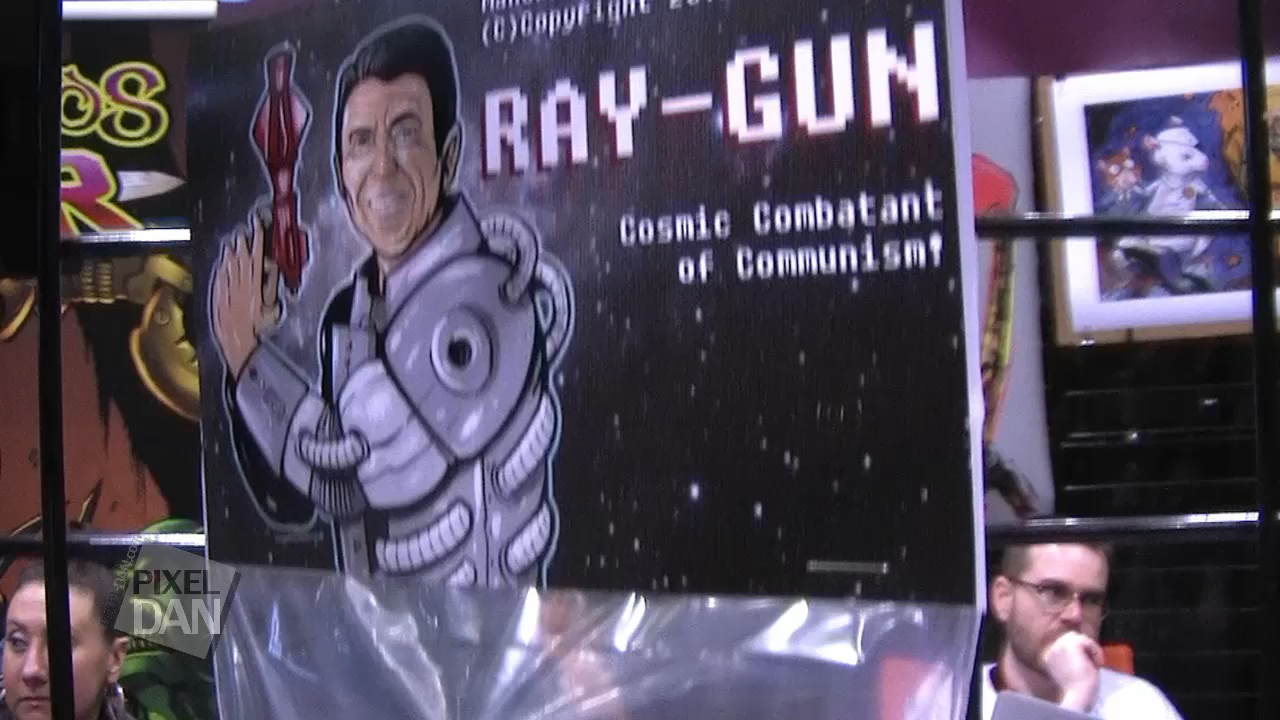 (C)Copyright
RAY-GUN
Cosmic Combatant
of Communism!
PIXEL
DAN